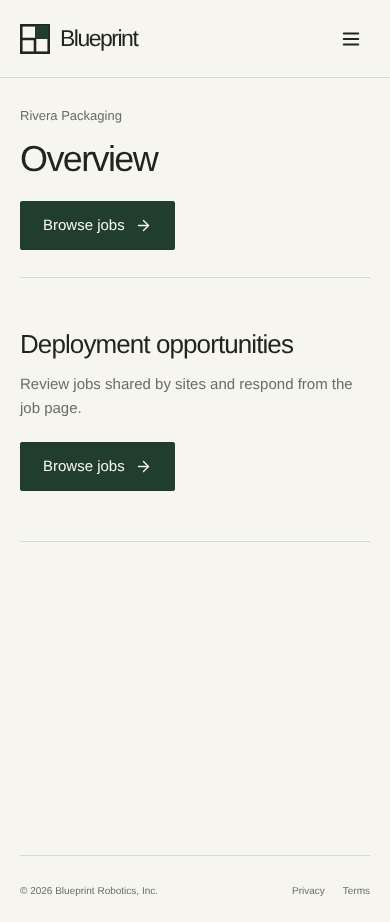 Blueprint
Rivera Packaging
Overview
Browse jobs
Deployment opportunities
Review jobs shared by sites and respond from the
job page.
Browse jobs
© 2026 Blueprint Robotics, Inc.
Privacy
Terms